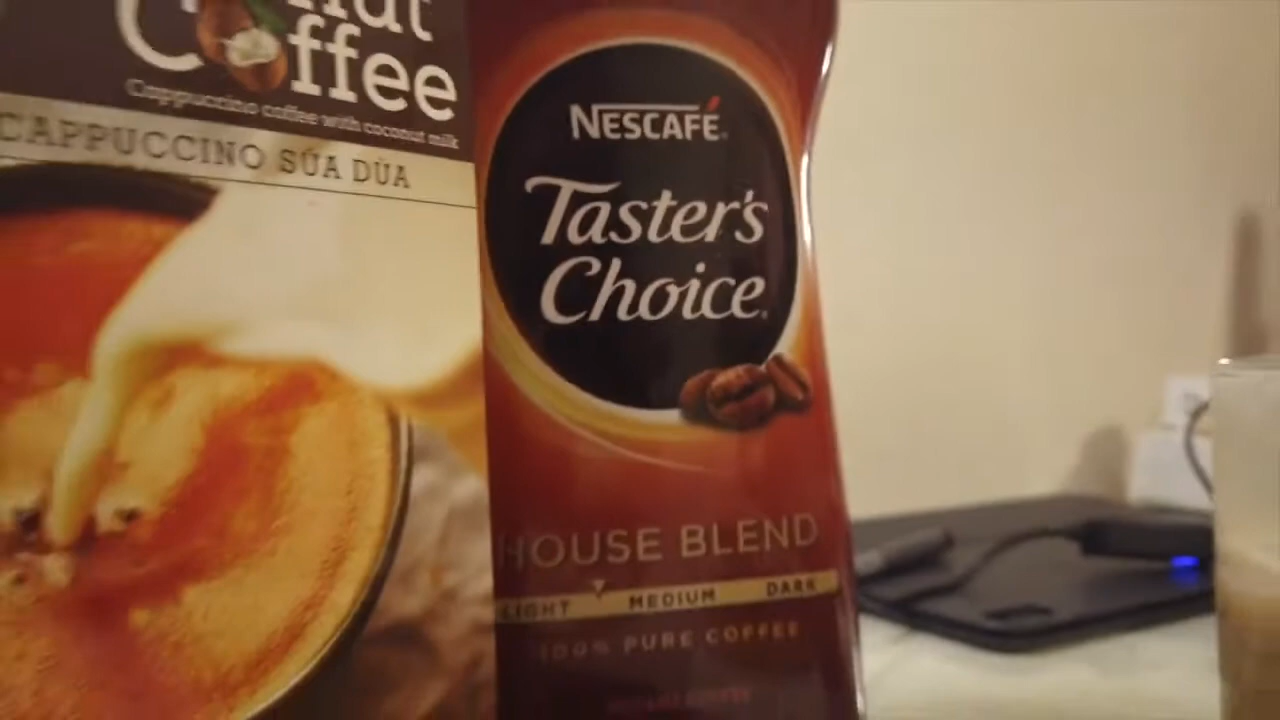 Coffee
Cappuccino coffee with coconut milk
CAPPUCCINO SỮA DỪA
NESCAFÉ®
Taster's
Choice®
HOUSE BLEND
LIGHT MEDIUM DARK
100% PURE COFFEE